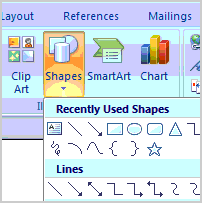 Layout References Mailings
Clip Art Shapes SmartArt Chart
Recently Used Shapes
Lines